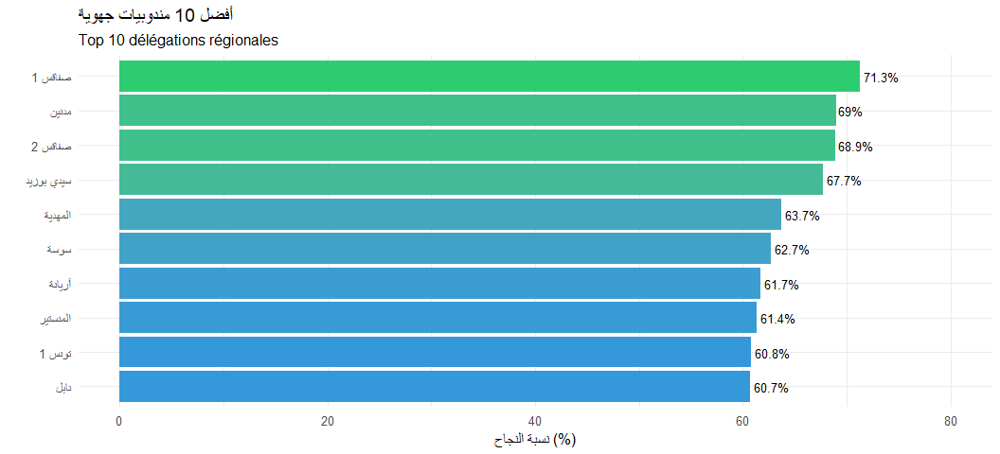 أفضل 10 مندوبيات جهوية
Top 10 délégations régionales
صفاقس 1
71.3%
مدنين
69%
صفاقس 2
68.9%
سيدي بوزيد
67.7%
المهدية
63.7%
سوسة
62.7%
أريانة
61.7%
المنستير
61.4%
تونس 1
60.8%
نابل
60.7%
0 20 40 60 80
نسبة النجاح (%)